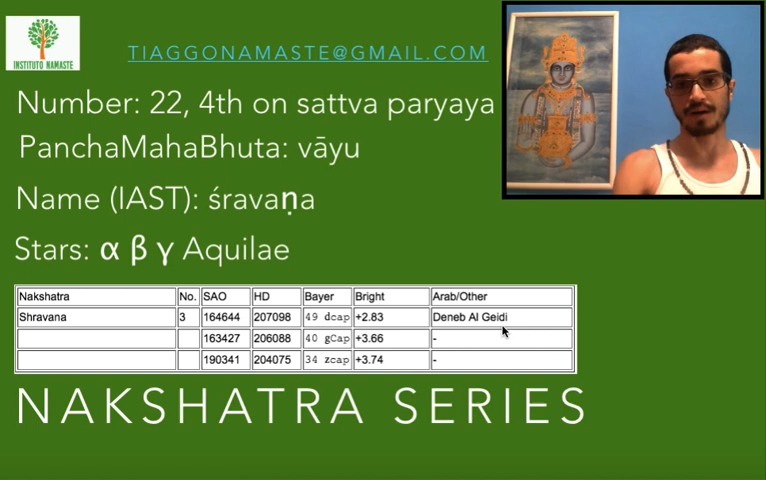 INSTITUTO NAMASTE
TIAGGONAMASTE@GMAIL.COM
Number: 22, 4th on sattva paryaya
PanchaMahaBhuta: vāyu
Name (IAST): śravaṇa
Stars: α β γ Aquilae
Nakshatra No. SAO HD Bayer Bright Arab/Other
Shravana 3 164644 207098 49 dcap +2.83 Deneb Al Geidi
163427 206088 40 gCap +3.66 -
190341 204075 34 zcap +3.74 -
NAKSHATRA SERIES